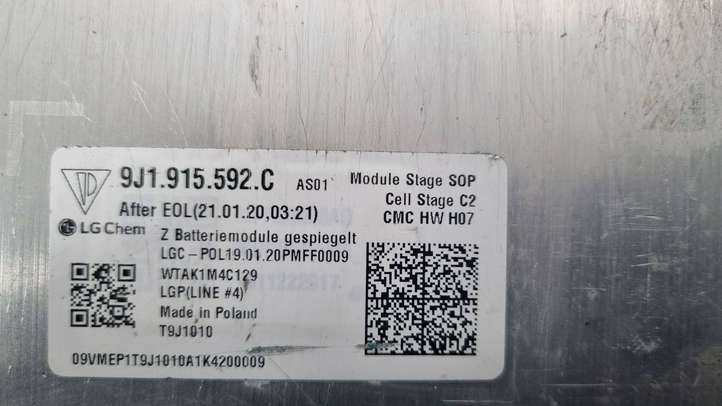 9J1.915.592.C AS01 Module Stage SOP
After EOL(21.01.20,03:21) Cell Stage C2
LG Chem CMC HW H07
Z Batteriemodule gespiegelt
LGC-POL19.01.20PMFF0009
WTAK1M4C129
LGP(LINE #4)
Made in Poland
T9J1010
09VMEP1T9J1010A1K4200009